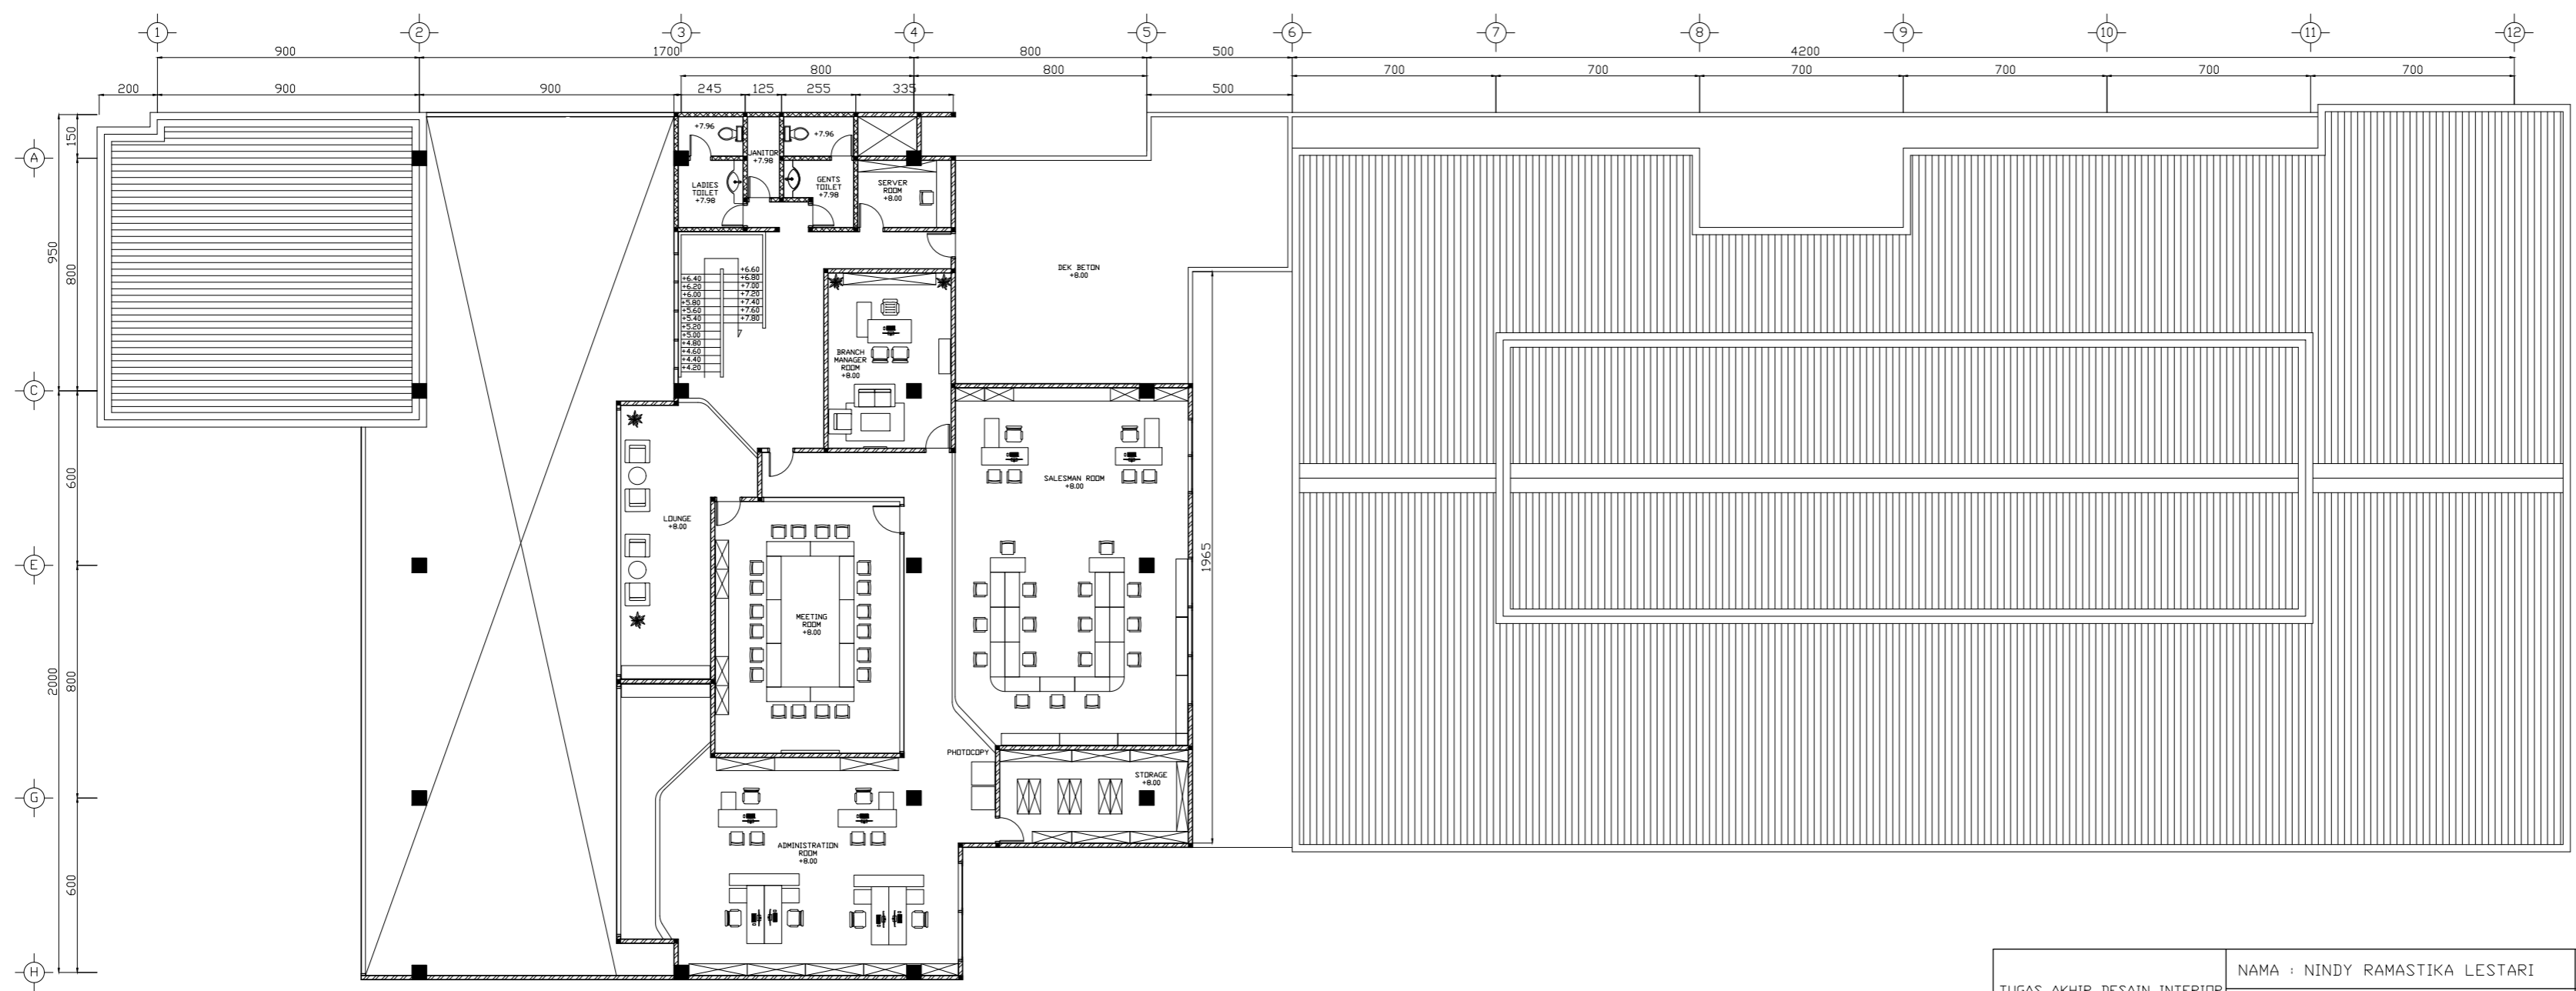 1 2 3 4 5 6 7 8 9 10 11 12
900 1700 800 500 4200
800 800 700 700 700 700 700 700
200 900 900 245 125 255 335 500
150
950
800
600
2000
800
600
A
C
E
G
H
+7.96
+7.96
JANITOR
+7.98
LADIES
TOILET
+7.98
GENTS
TOILET
+7.98
SERVER
ROOM
+8.00
DEK BETON
+8.00
+6.40
+6.20
+6.00
+5.80
+5.60
+5.40
+5.20
+5.00
+4.80
+4.60
+4.40
+4.20
+6.60
+6.80
+7.00
+7.20
+7.40
+7.60
+7.80
BRANCH
MANAGER
ROOM
+8.00
SALESMAN ROOM
+8.00
LOUNGE
+8.00
1965
MEETING
ROOM
+8.00
PHOTOCOPY
STORAGE
+8.00
ADMINISTRATION
ROOM
+8.00
NAMA : NINDY RAMASTIKA LESTARI
TUGAS AKHIR DESAIN INTERIOR